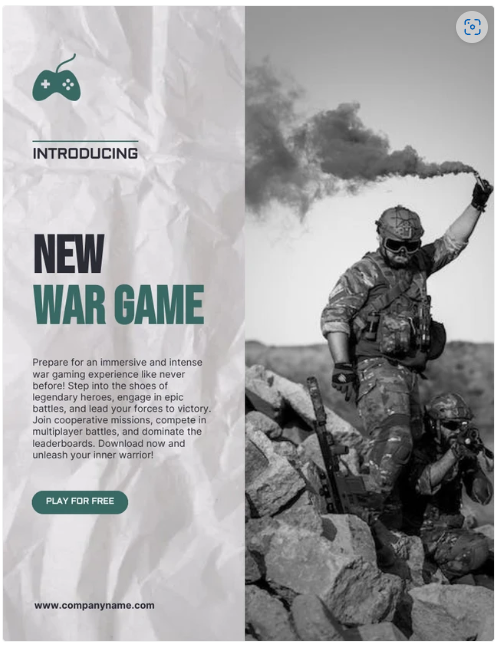 INTRODUCING
NEW
WAR GAME
Prepare for an immersive and intense
war gaming experience like never
before! Step into the shoes of
legendary heroes, engage in epic
battles, and lead your forces to victory.
Join cooperative missions, compete in
multiplayer battles, and dominate the
leaderboards. Download now and
unleash your inner warrior!
PLAY FOR FREE
www.companyname.com